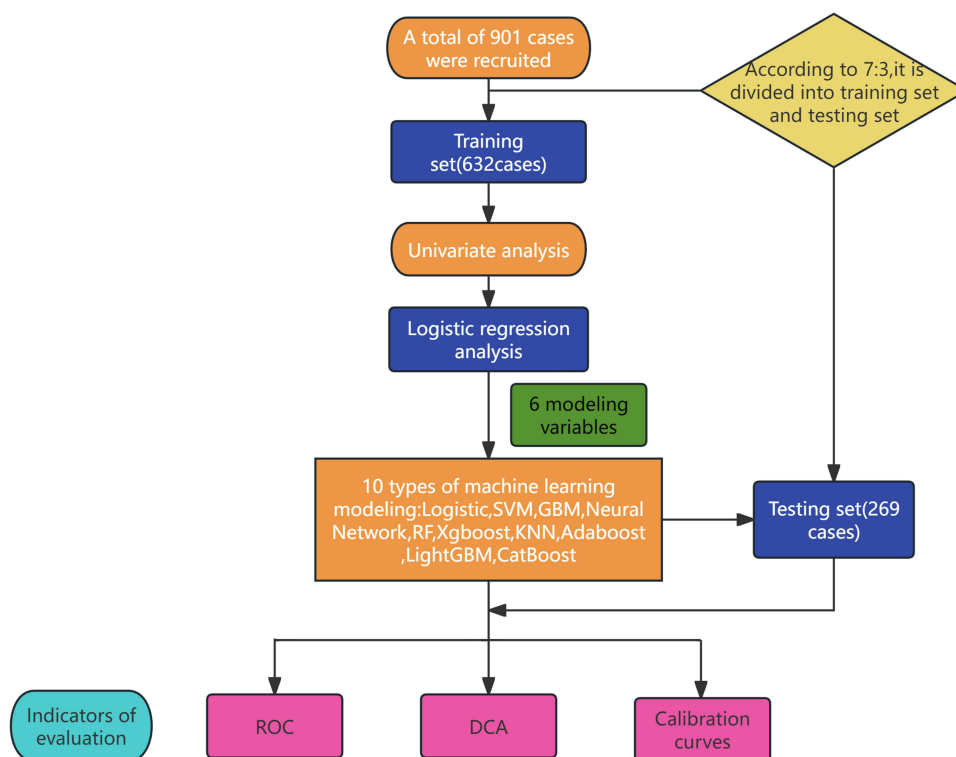 A total of 901 cases
were recruited
According to 7:3,it is
divided into training set
and testing set
Training
set(632cases)
Univariate analysis
Logistic regression
analysis
6 modeling
variables
10 types of machine learning
modeling:Logistic,SVM,GBM,Neural
Network,RF,Xgboost,KNN,Adaboost
,LightGBM,CatBoost
Testing set(269
cases)
Indicators of
evaluation
ROC
DCA
Calibration
curves